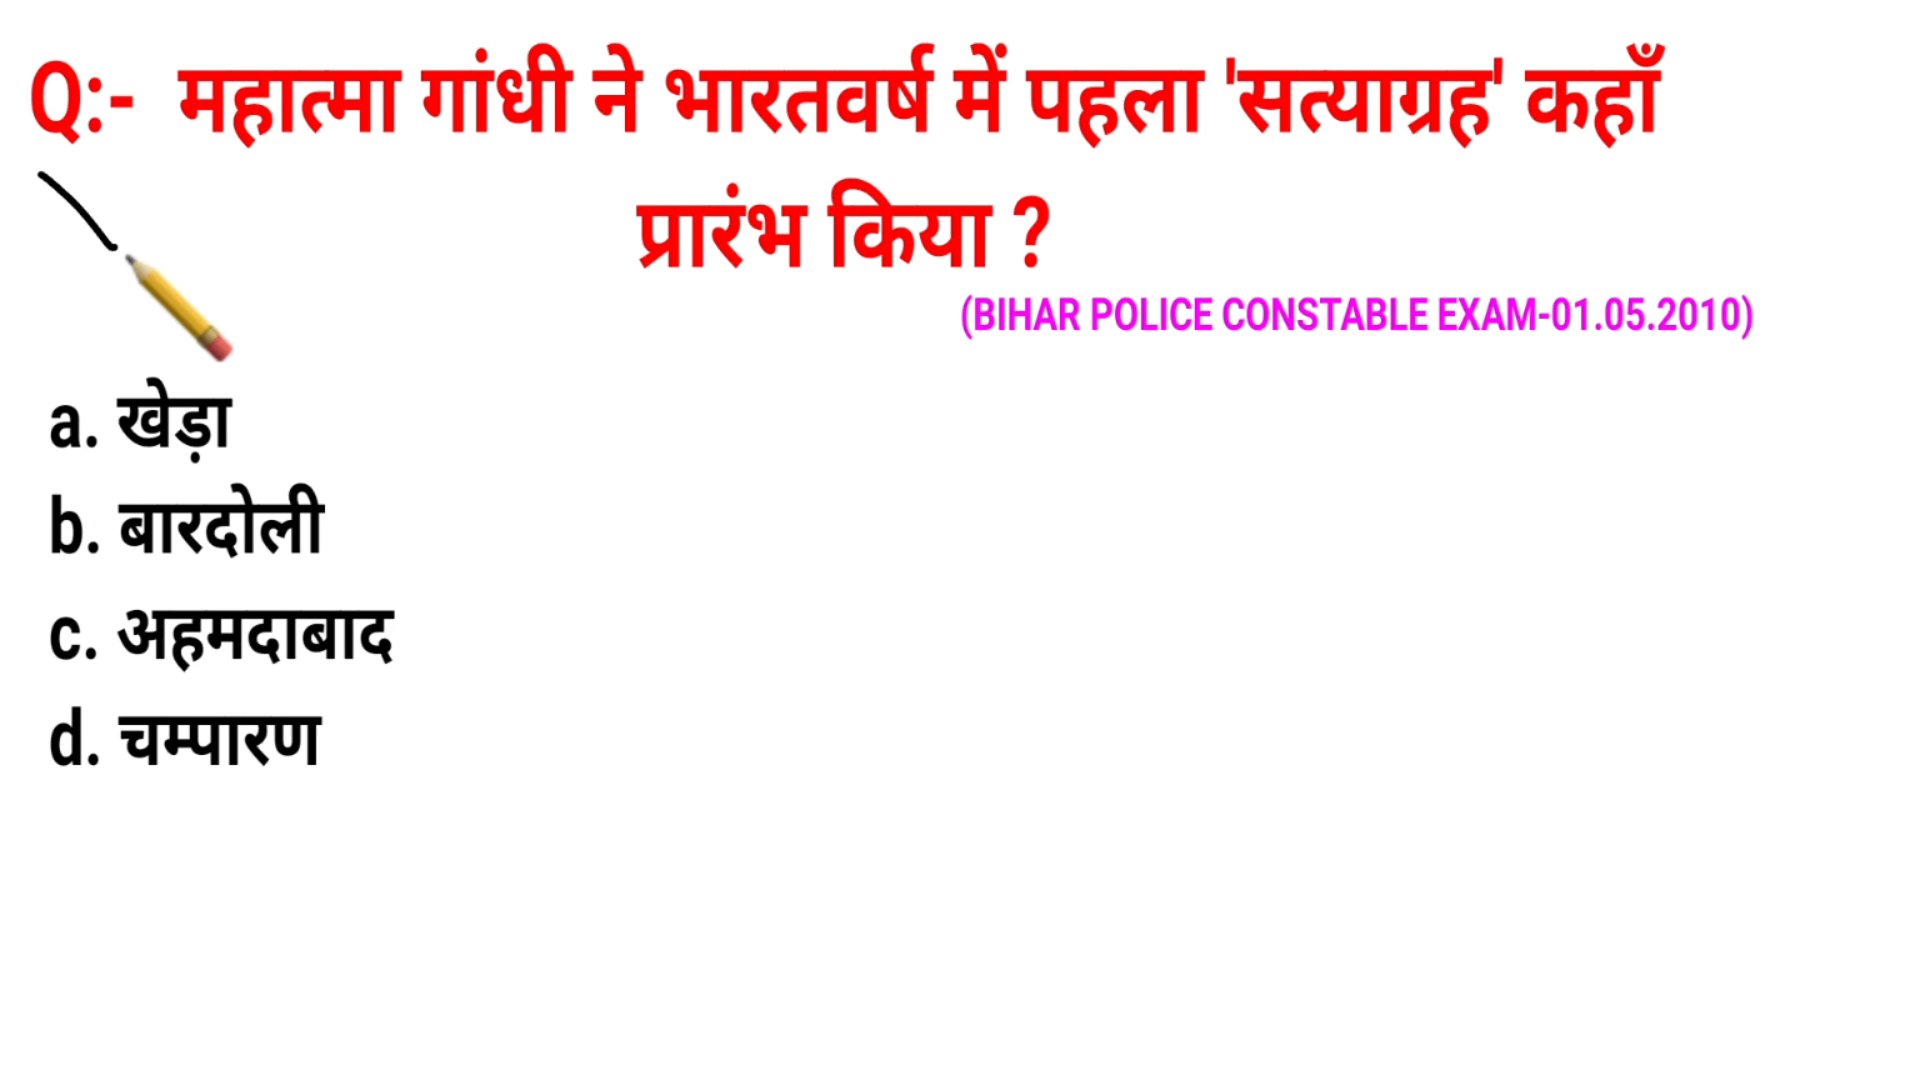 Q:- महात्मा गांधी ने भारतवर्ष में पहला 'सत्याग्रह' कहाँ
प्रारंभ किया ?
(BIHAR POLICE CONSTABLE EXAM-01.05.2010)
a. खेड़ा
b. बारदोली
c. अहमदाबाद
d. चम्पारण